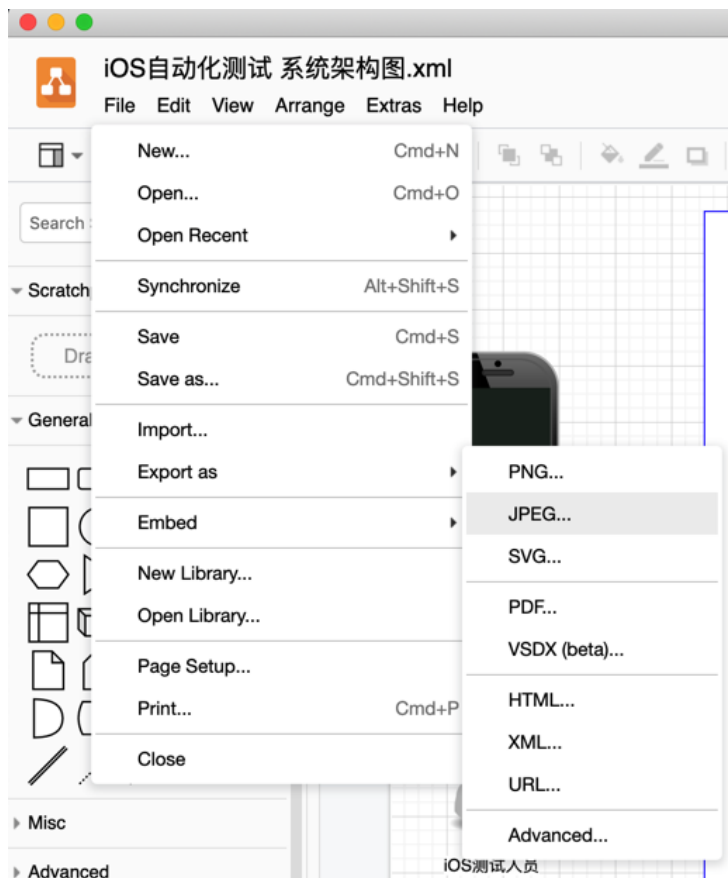 iOS自动化测试 系统架构图.xml
File Edit View Arrange Extras Help
New... Cmd+N
Open... Cmd+O
Search
Open Recent
Synchronize Alt+Shift+S
Scratch
Save Cmd+S
Dra
Save as... Cmd+Shift+S
General
Import...
Export as
PNG...
JPEG...
Embed
SVG...
New Library...
PDF...
Open Library...
VSDX (beta)...
Page Setup...
HTML...
Print... Cmd+P
XML...
Close
URL...
Misc
Advanced...
iOS测试人员
Advanced